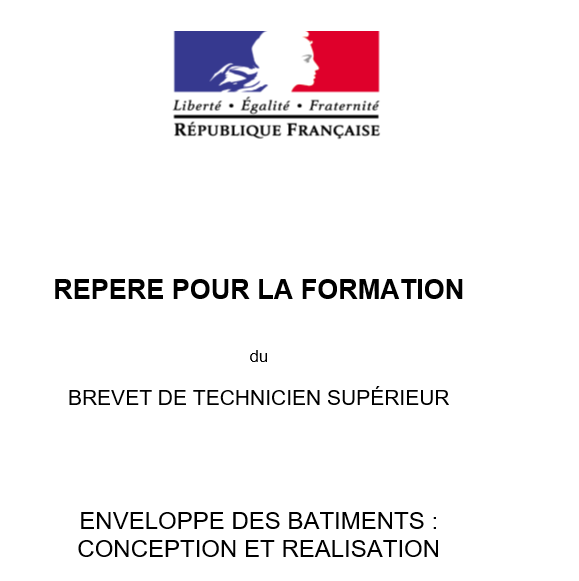 Liberté • Égalité • Fraternité
RÉPUBLIQUE FRANÇAISE
REPERE POUR LA FORMATION
du
BREVET DE TECHNICIEN SUPÉRIEUR
ENVELOPPE DES BATIMENTS :
CONCEPTION ET REALISATION